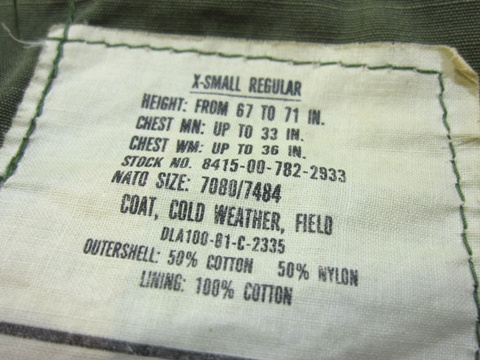 X-SMALL REGULAR
HEIGHT: FROM 67 TO 71 IN.
CHEST MN: UP TO 33 IN.
CHEST WM: UP TO 36 IN.
STOCK NO. 8415-00-782-2933
NATO SIZE: 7080/7484
COAT, COLD WEATHER, FIELD
DLA100-81-C-2335
OUTERSHELL: 50% COTTON 50% NYLON
LINING: 100% COTTON